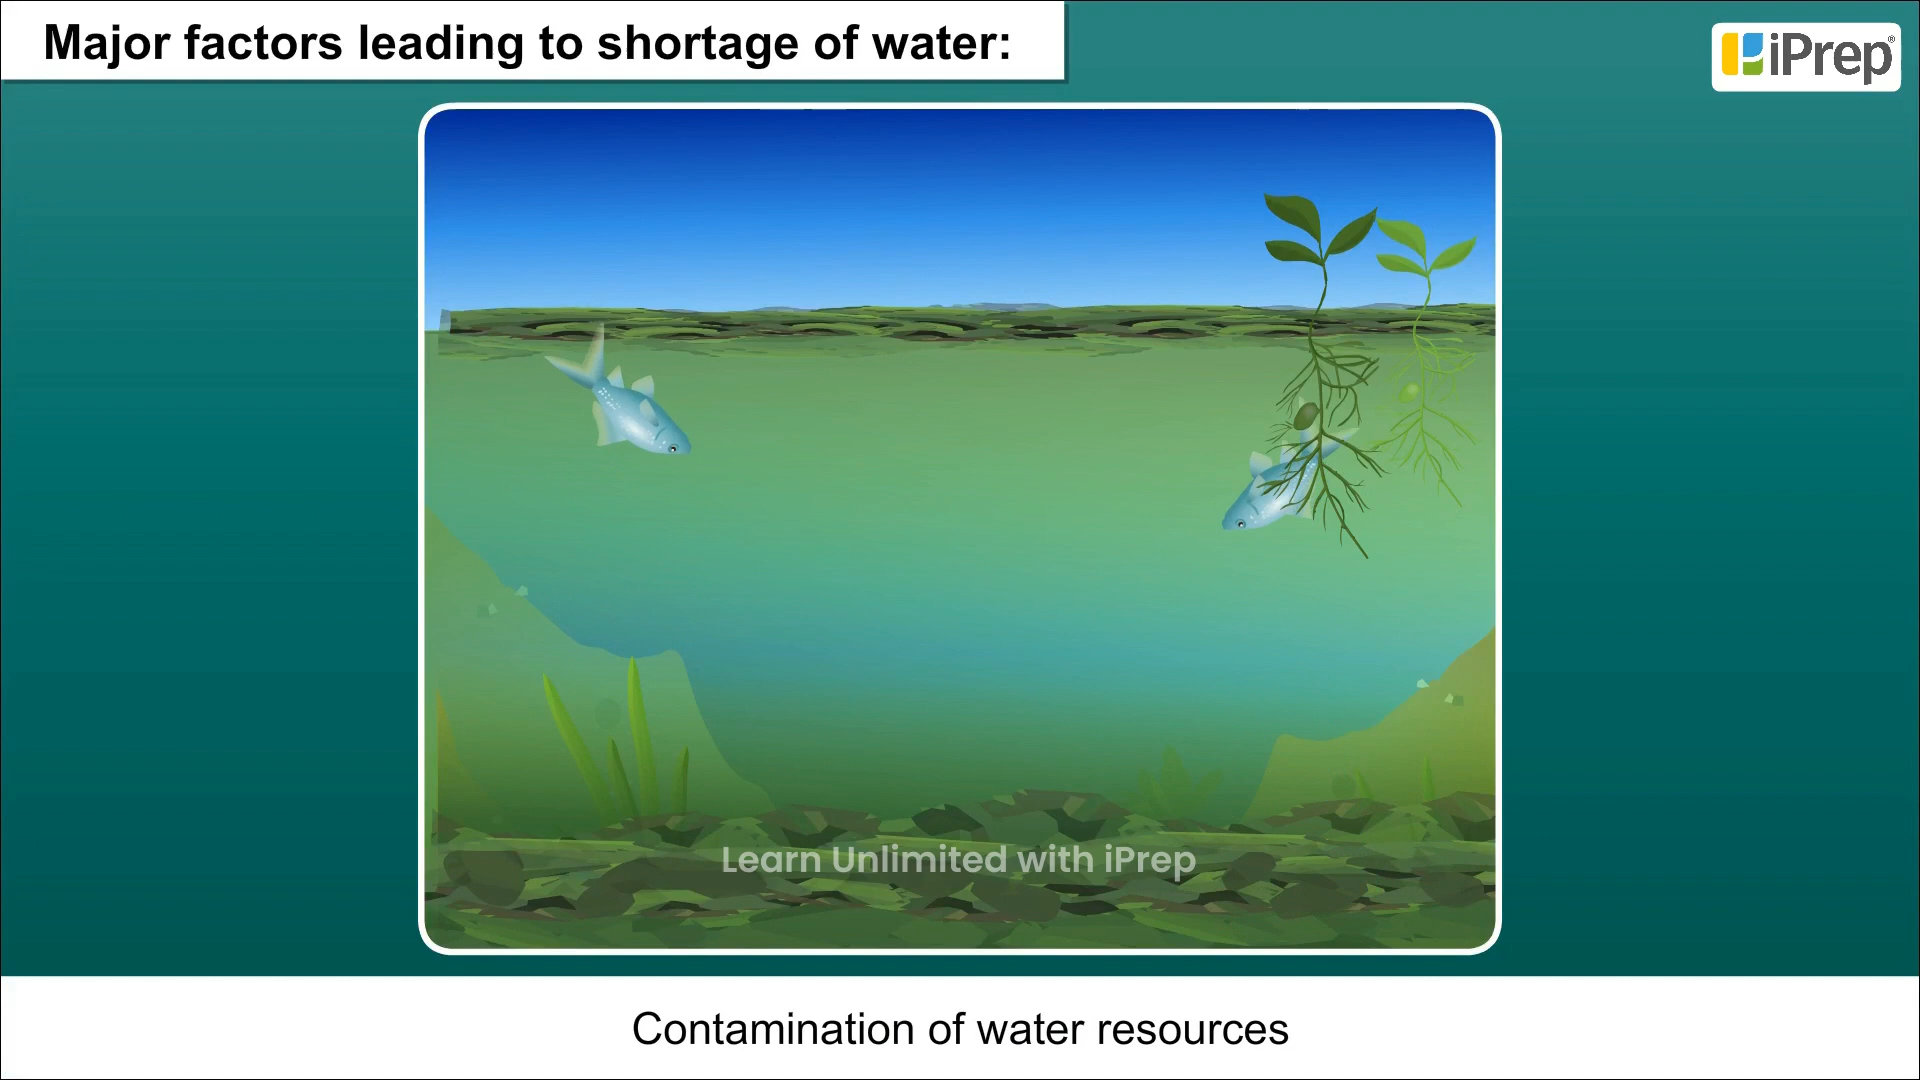 Major factors leading to shortage of water:
iPrep®
Learn Unlimited with iPrep
Contamination of water resources